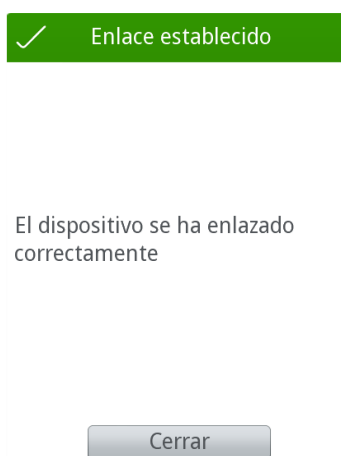 Enlace establecido
El dispositivo se ha enlazado
correctamente
Cerrar